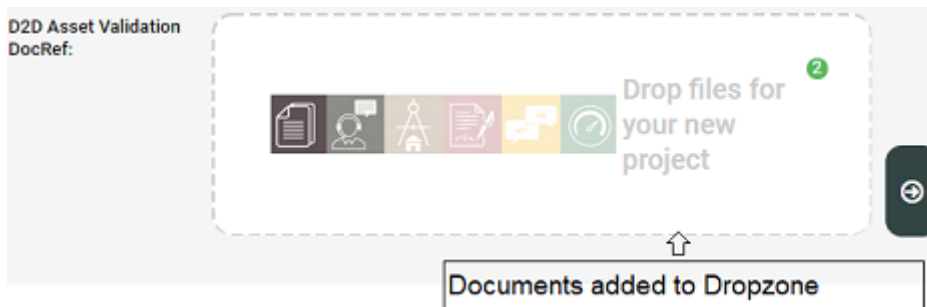 D2D Asset Validation
DocRef:
2
Drop files for
your new
project
Documents added to Dropzone